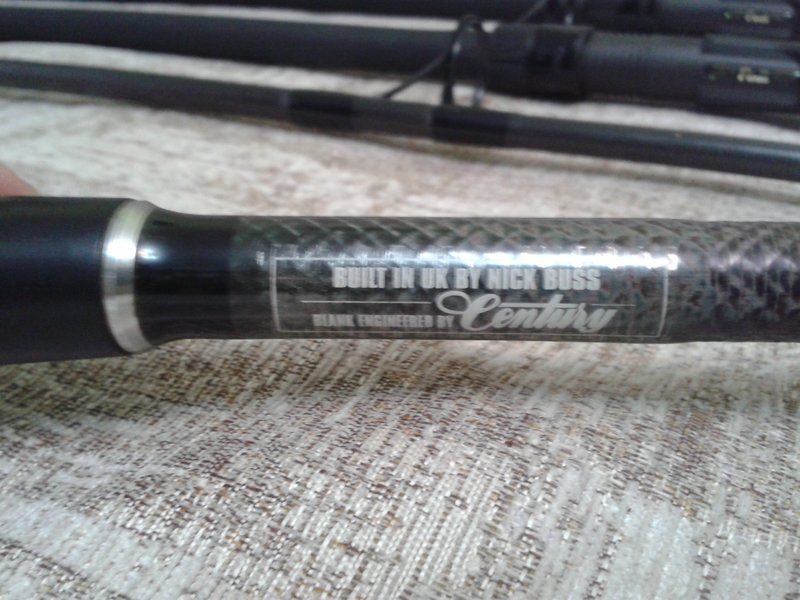 BUILT IN UK BY NICK BUSS
BLANK ENGINEERED BY Century